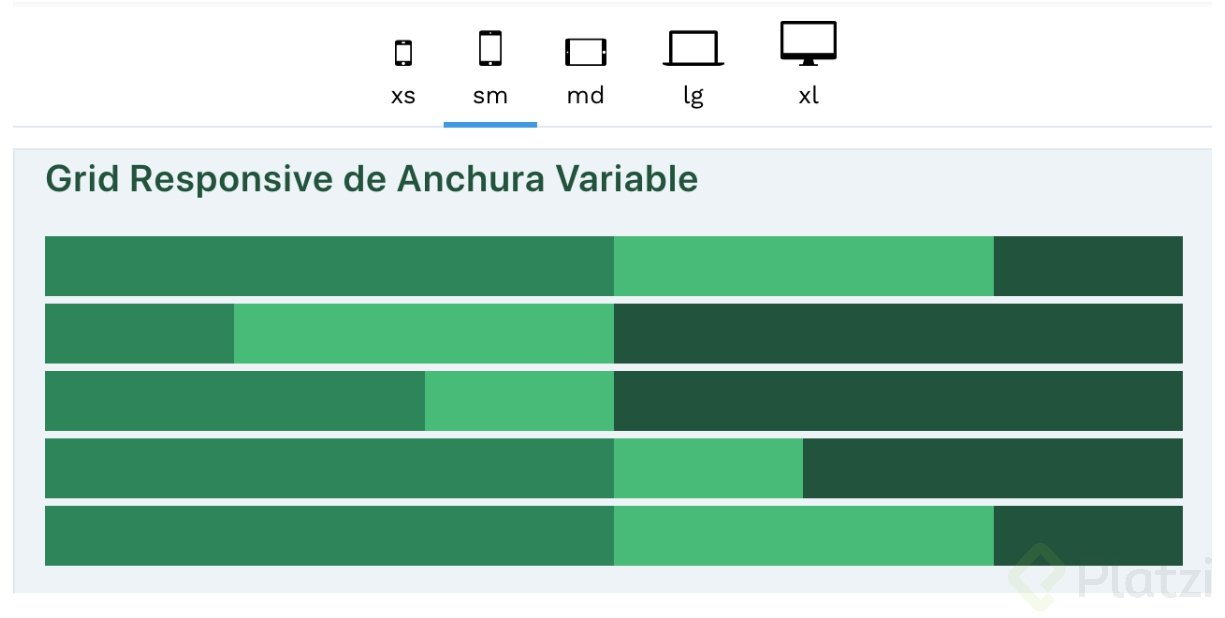 xs sm md lg xl
Grid Responsive de Anchura Variable
Platzi